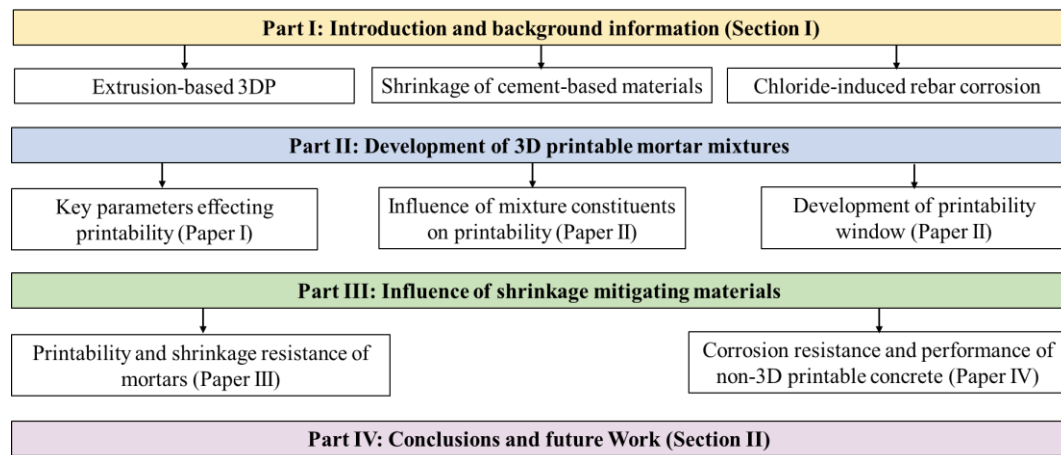 Part I: Introduction and background information (Section I)
Extrusion-based 3DP
Shrinkage of cement-based materials
Chloride-induced rebar corrosion
Part II: Development of 3D printable mortar mixtures
Key parameters effecting
printability (Paper I)
Influence of mixture constituents
on printability (Paper II)
Development of printability
window (Paper II)
Part III: Influence of shrinkage mitigating materials
Printability and shrinkage resistance of
mortars (Paper III)
Corrosion resistance and performance of
non-3D printable concrete (Paper IV)
Part IV: Conclusions and future Work (Section II)